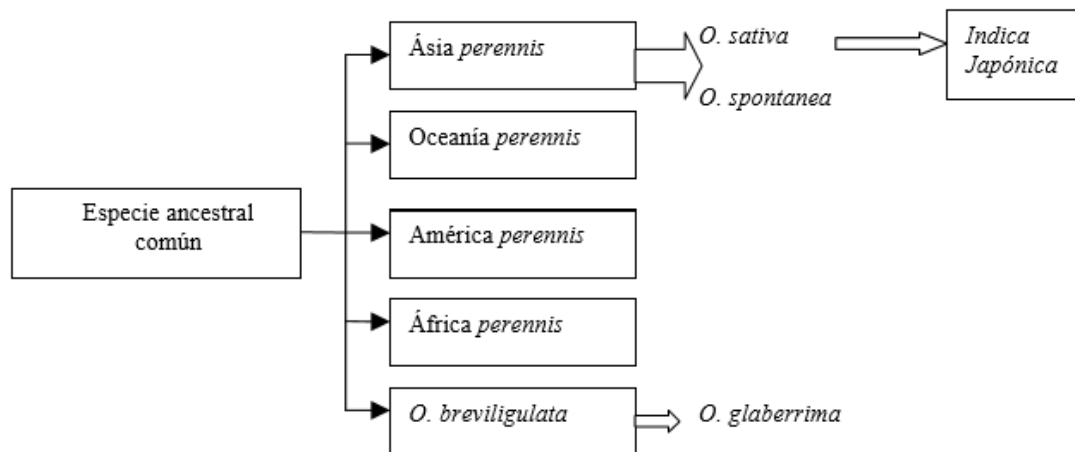 Ásia perennis
O. sativa
O. spontanea
Indica
Japónica
Oceanía perennis
Especie ancestral
común
América perennis
África perennis
O. breviligulata
O. glaberrima